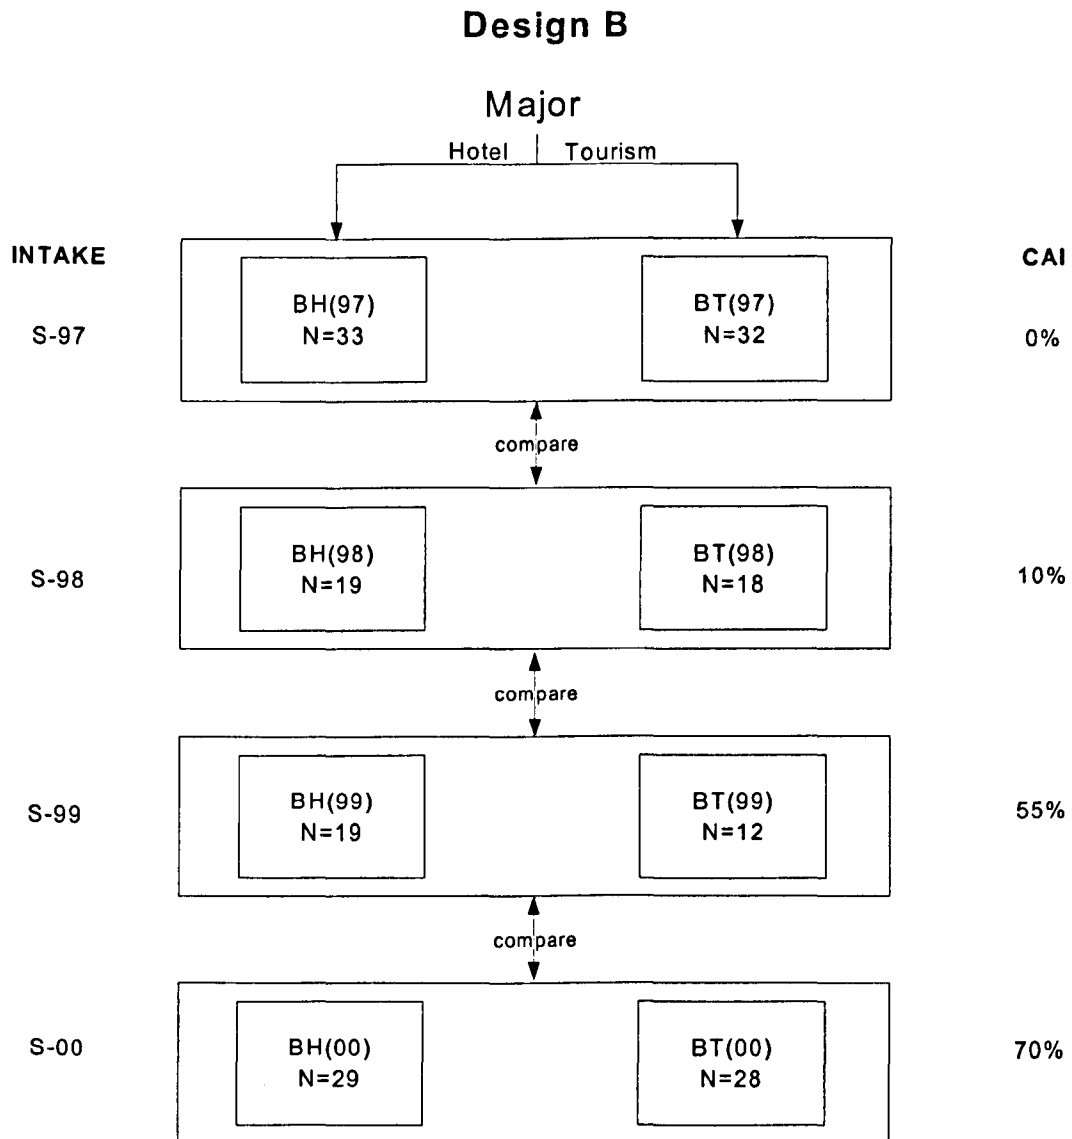 Design B
Major
Hotel Tourism
INTAKE CAI
BH(97) BT(97)
S-97 N=33 N=32 0%
compare
BH(98) BT(98)
S-98 N=19 N=18 10%
compare
BH(99) BT(99)
S-99 N=19 N=12 55%
compare
BH(00) BT(00)
S-00 N=29 N=28 70%